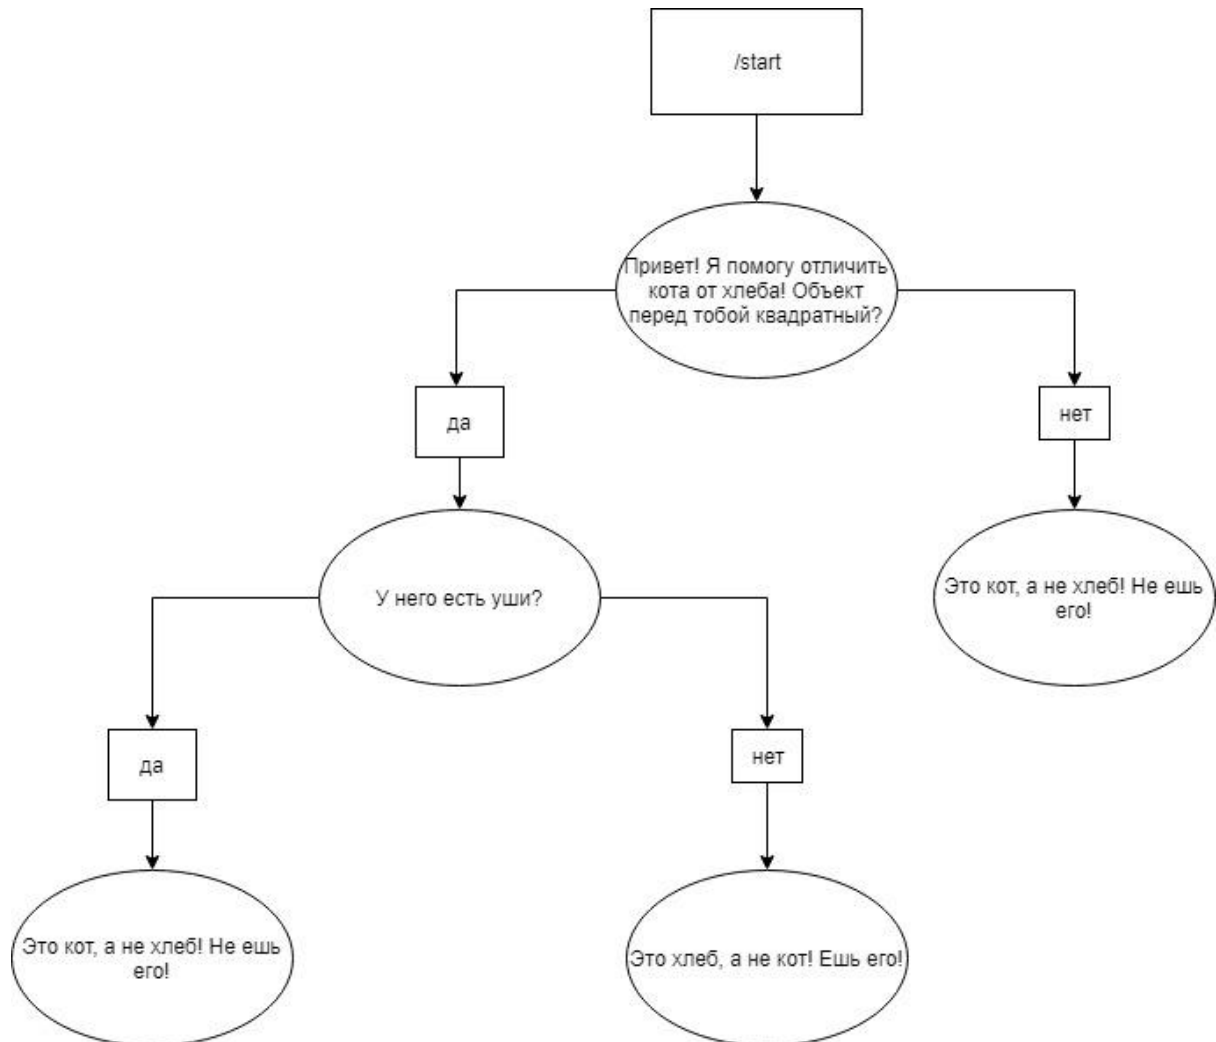 /start
Привет! Я помогу отличить
кота от хлеба! Объект
перед тобой квадратный?
да
нет
У него есть уши?
Это кот, а не хлеб! Не ешь
его!
да
нет
Это кот, а не хлеб! Не ешь
его!
Это хлеб, а не кот! Ешь его!